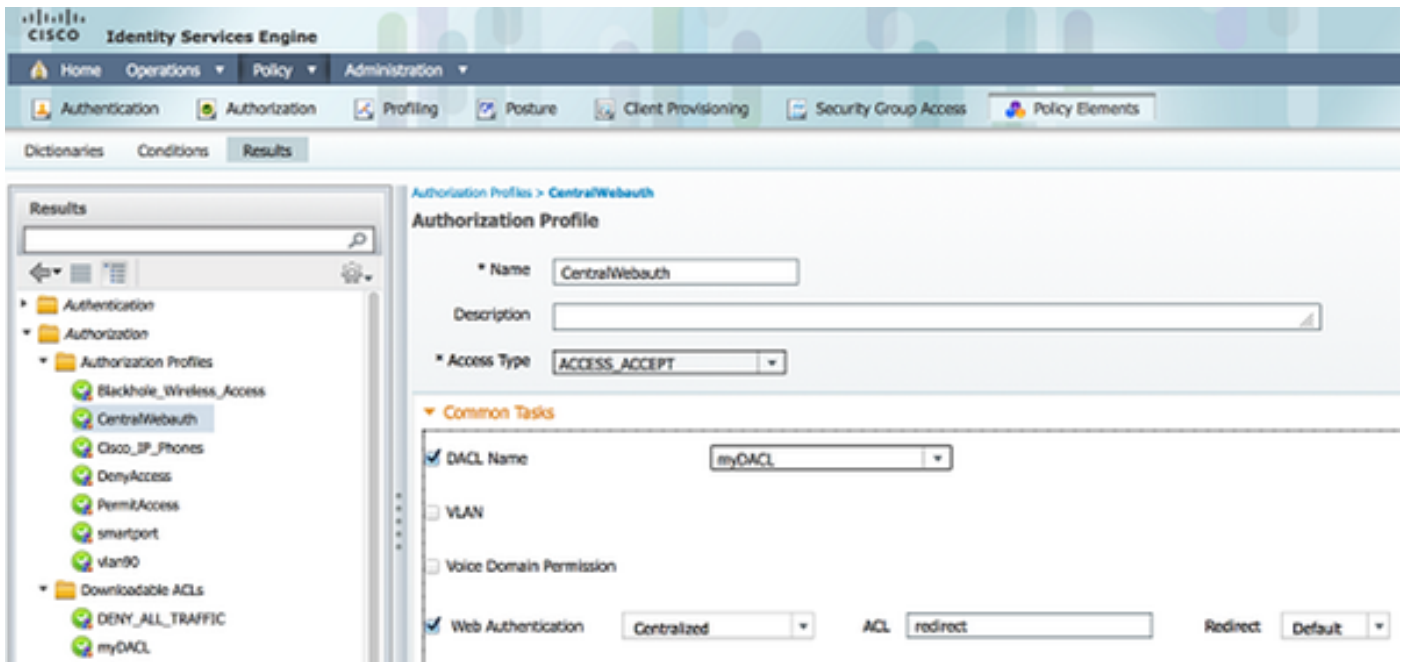 CISCO Identity Services Engine
Home Operations Policy Administration
Authentication Authorization Profiling Posture Client Provisioning Security Group Access Policy Elements
Dictionaries Conditions Results
Results
Authentication
Authorization
Authorization Profiles
Blackhole_Wireless_Access
CentralWebauth
Cisco_IP_Phones
DenyAccess
PermitAccess
smartport
vlan90
Downloadable ACLs
DENY_ALL_TRAFFIC
myDACL
Authorization Profiles > CentralWebauth
Authorization Profile
* Name CentralWebauth
Description
* Access Type ACCESS_ACCEPT
Common Tasks
DACL Name myDACL
VLAN
Voice Domain Permission
Web Authentication Centralized ACL redirect Redirect Default